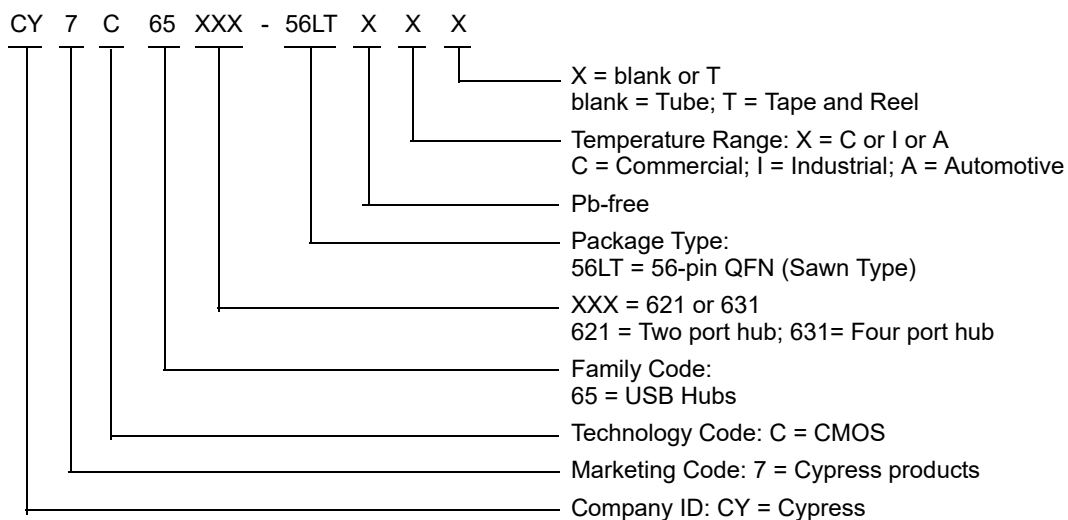 CY 7 C 65 XXX - 56LT X X X
X = blank or T
blank = Tube; T = Tape and Reel
Temperature Range: X = C or I or A
C = Commercial; I = Industrial; A = Automotive
Pb-free
Package Type:
56LT = 56-pin QFN (Sawn Type)
XXX = 621 or 631
621 = Two port hub; 631= Four port hub
Family Code:
65 = USB Hubs
Technology Code: C = CMOS
Marketing Code: 7 = Cypress products
Company ID: CY = Cypress